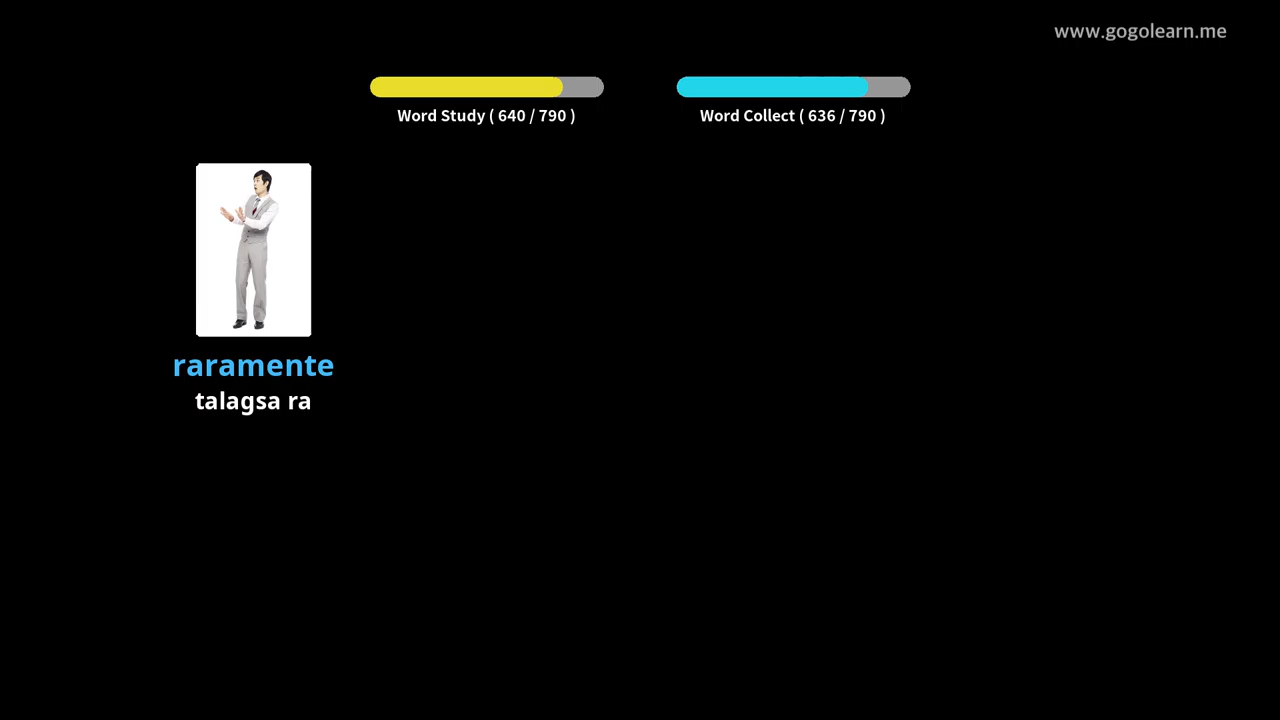 www.gogolearn.me
Word Study ( 640 / 790 )
Word Collect ( 636 / 790 )
raramente
talagsa ra